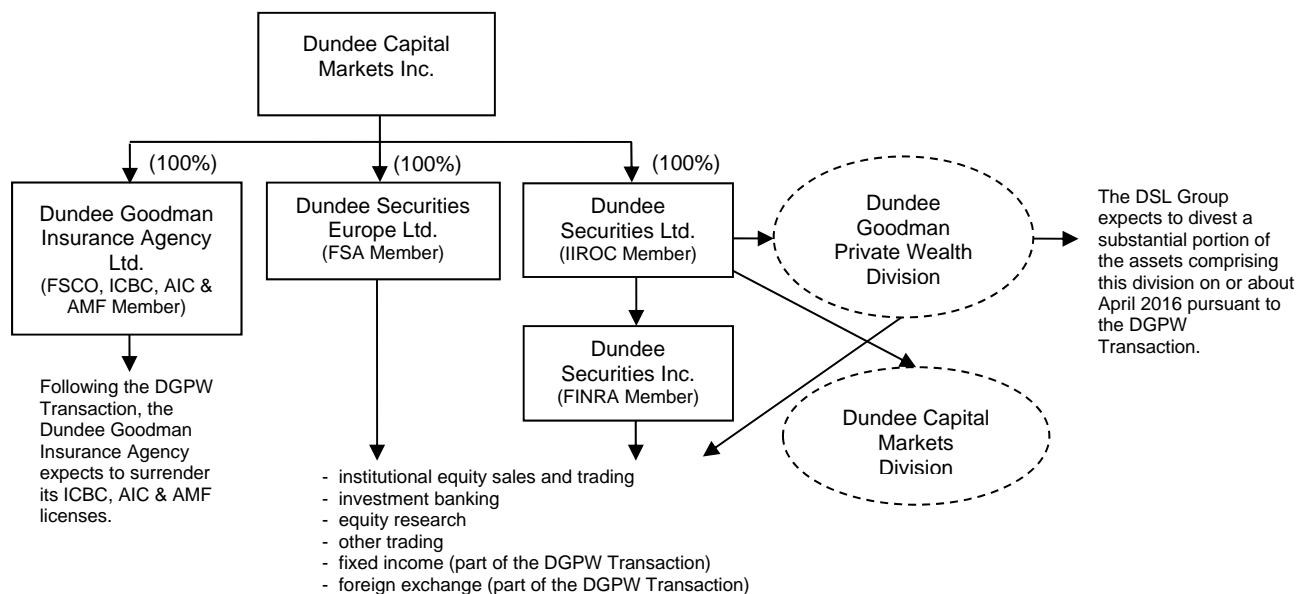 Dundee Capital
Markets Inc.
(100%)
(100%)
(100%)
Dundee Goodman
Insurance Agency
Ltd.
(FSCO, ICBC, AIC &
AMF Member)
Dundee Securities
Europe Ltd.
(FSA Member)
Dundee
Securities Ltd.
(IIROC Member)
Dundee
Goodman
Private Wealth
Division
The DSL Group
expects to divest a
substantial portion of
the assets comprising
this division on or about
April 2016 pursuant to
the DGPW
Transaction.
Dundee
Securities Inc.
(FINRA Member)
Dundee Capital
Markets
Division
Following the DGPW
Transaction, the
Dundee Goodman
Insurance Agency
expects to surrender
its ICBC, AIC & AMF
licenses.
- institutional equity sales and trading
- investment banking
- equity research
- other trading
- fixed income (part of the DGPW Transaction)
- foreign exchange (part of the DGPW Transaction)